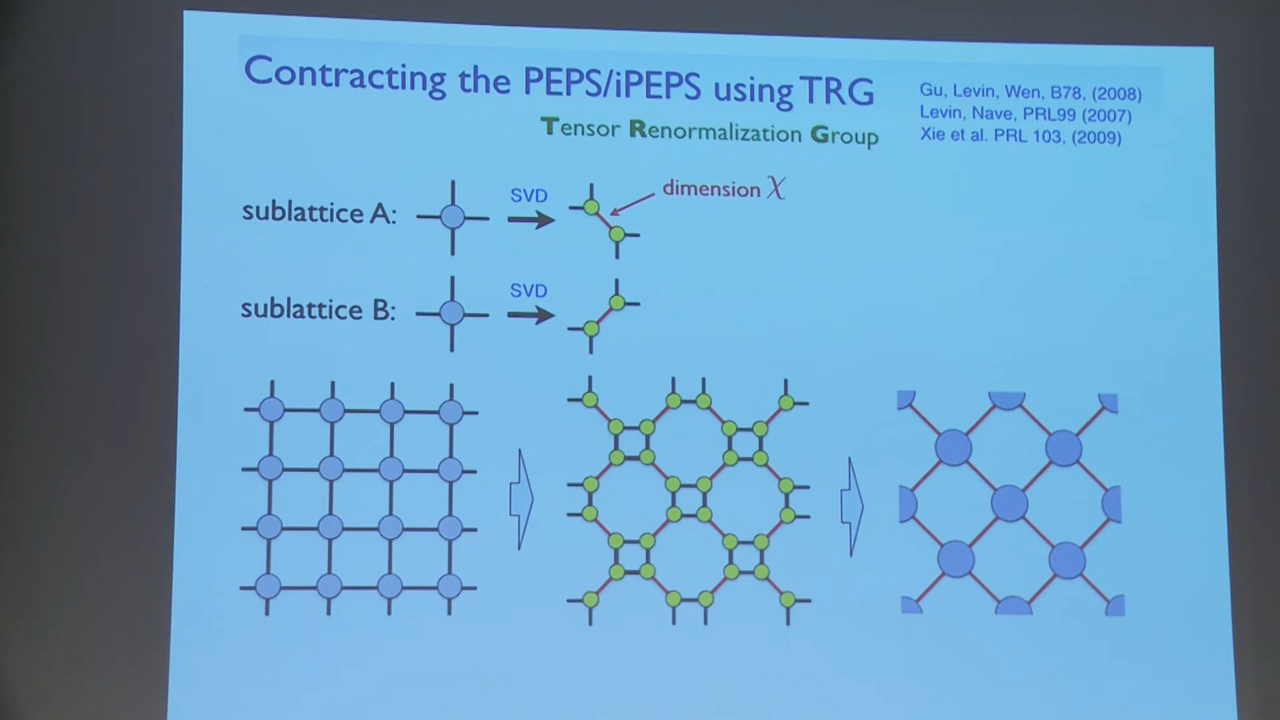 Contracting the PEPS/iPEPS using TRG
Tensor Renormalization Group
Gu, Levin, Wen, B78, (2008)
Levin, Nave, PRL99 (2007)
Xie et al. PRL 103, (2009)
sublattice A:
SVD
dimension χ
sublattice B:
SVD